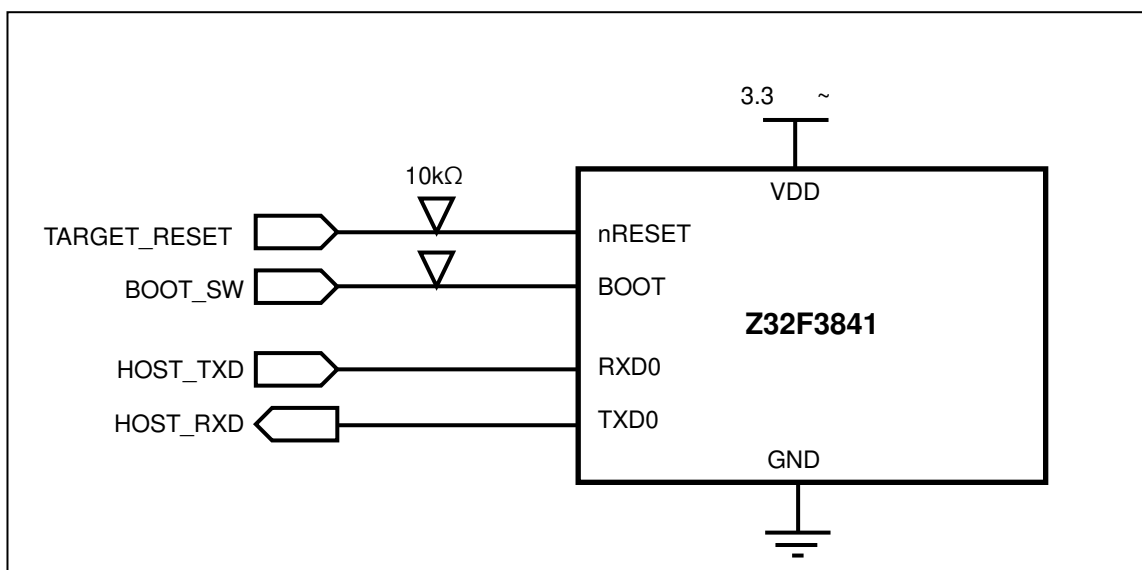 3.3 ~
VDD
10kΩ
TARGET_RESET nRESET
BOOT_SW BOOT
Z32F3841
HOST_TXD RXD0
HOST_RXD TXD0
GND